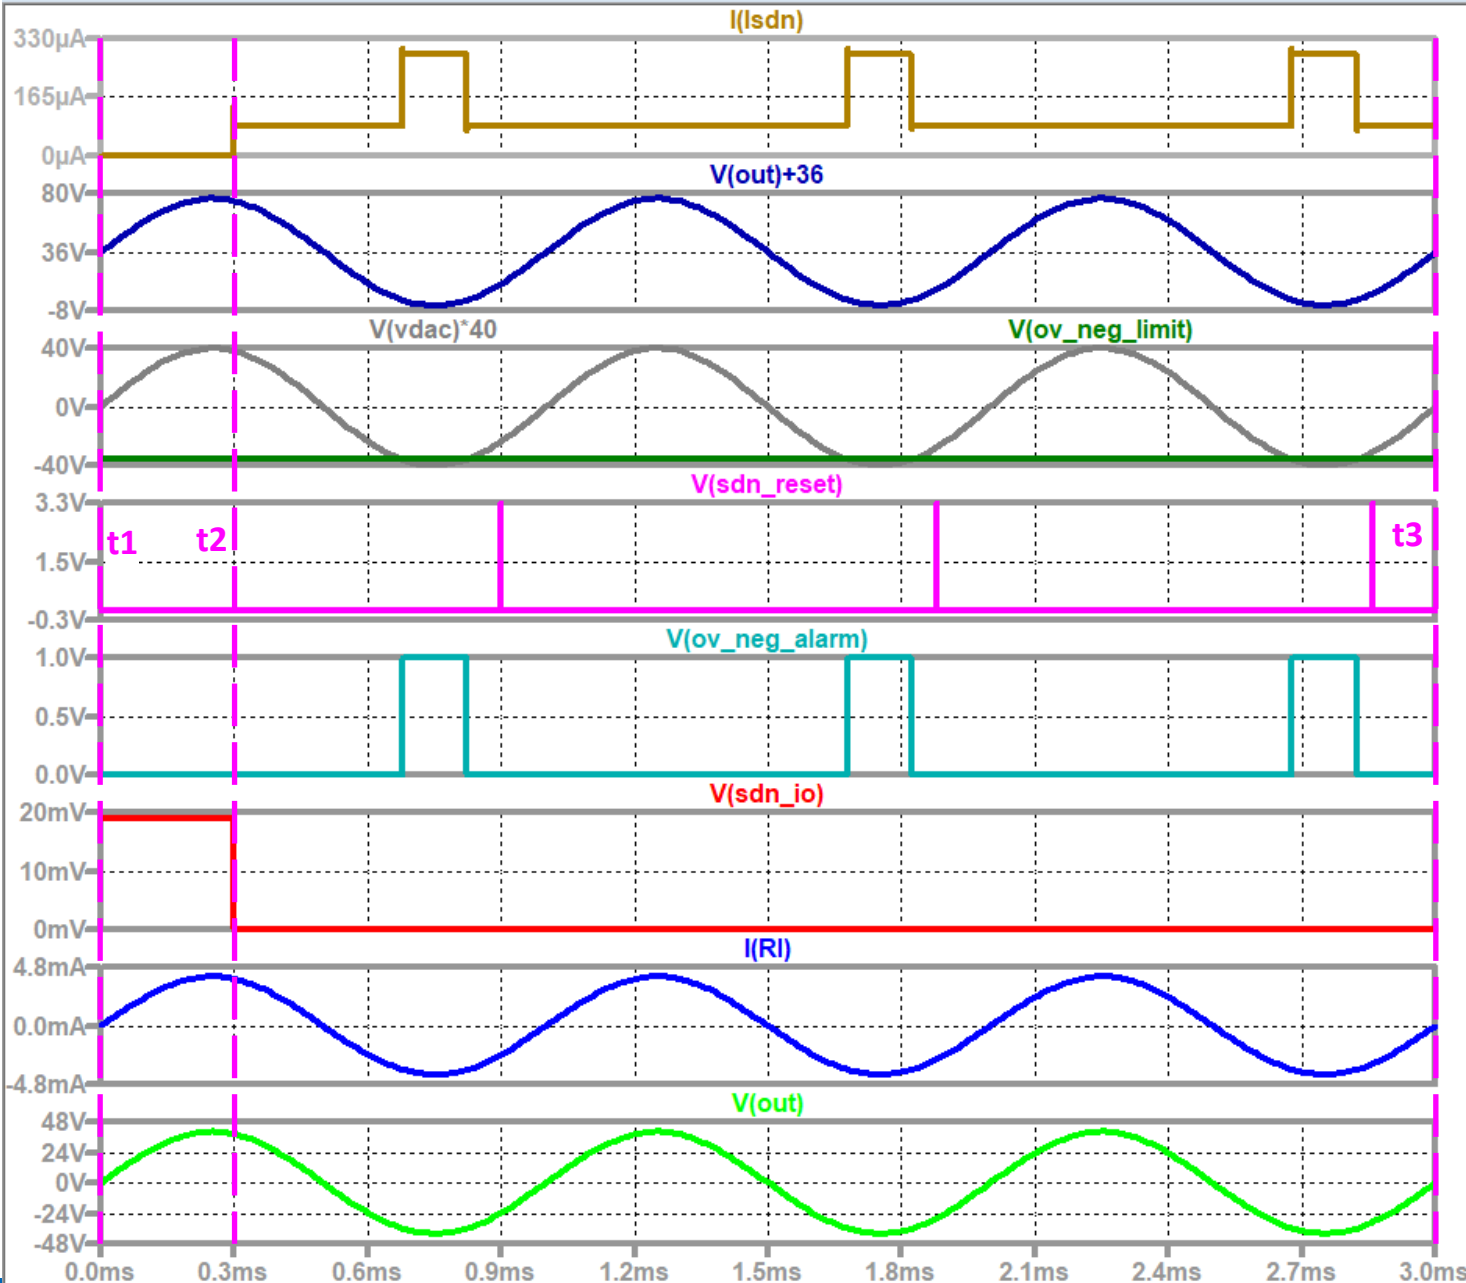 I(Isdn)
330µA
165µA
0µA
V(out)+36
80V
36V
-8V
V(vdac)*40 V(ov_neg_limit)
40V
0V
-40V
V(sdn_reset)
3.3V
t1 t2 t3
1.5V
-0.3V
V(ov_neg_alarm)
1.0V
0.5V
0.0V
V(sdn_io)
20mV
10mV
0mV
I(Rl)
4.8mA
0.0mA
-4.8mA
V(out)
48V
24V
0V
-24V
-48V
0.0ms 0.3ms 0.6ms 0.9ms 1.2ms 1.5ms 1.8ms 2.1ms 2.4ms 2.7ms 3.0ms